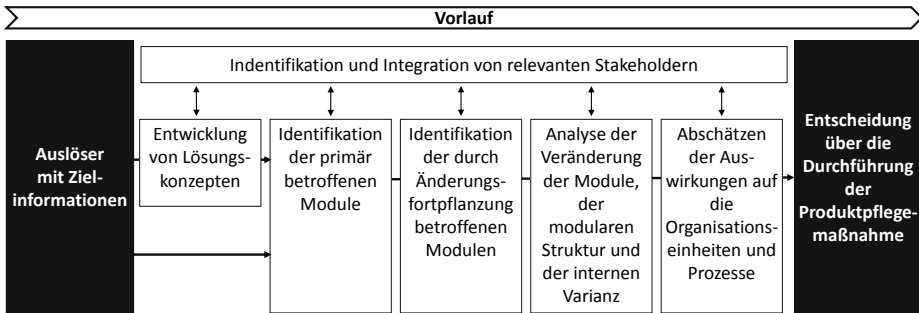 Vorlauf
Indentifikation und Integration von relevanten Stakeholdern
Auslöser
mit Ziel-
informationen
Entwicklung
von Lösungs-
konzepten
Identifikation
der primär
betroffenen
Module
Identifikation
der durch
Änderungs-
fortpflanzung
betroffenen
Modulen
Analyse der
Veränderung
der Module,
der
modularen
Struktur und
der internen
Varianz
Abschätzen
der Aus-
wirkungen auf
die
Organisations-
einheiten und
Prozesse
Entscheidung
über die
Durchführung
der
Produktpflege-
maßnahme